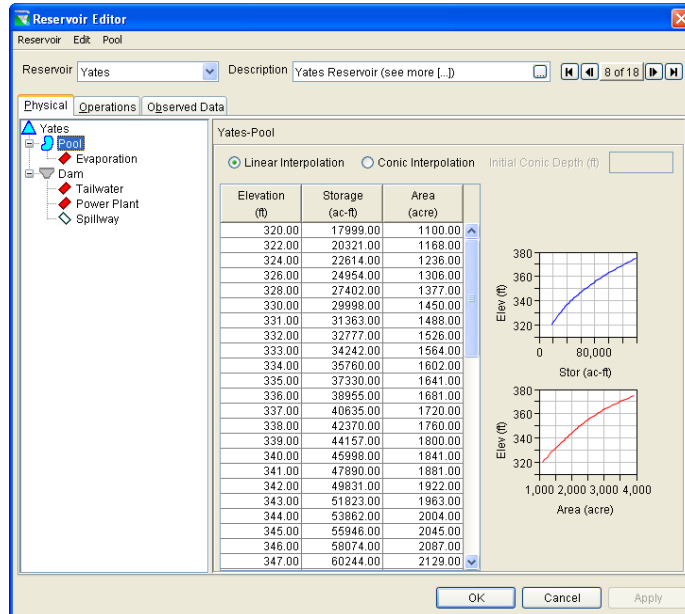 Reservoir Editor
Reservoir Edit Pool
Reservoir Yates Description Yates Reservoir (see more [...]) ... 8 of 18
Physical Operations Observed Data
Yates
Pool
Evaporation
Dam
Tailwater
Power Plant
Spillway
Yates-Pool
Linear Interpolation Conic Interpolation Initial Conic Depth (ft)
Elevation (ft) Storage (ac-ft) Area (acre)
320.00 17999.00 1100.00
322.00 20321.00 1168.00
324.00 22614.00 1236.00
326.00 24954.00 1306.00
328.00 27402.00 1377.00
330.00 29998.00 1450.00
331.00 31363.00 1488.00
332.00 32777.00 1526.00
333.00 34242.00 1564.00
334.00 35760.00 1602.00
335.00 37330.00 1641.00
336.00 38955.00 1681.00
337.00 40635.00 1720.00
338.00 42370.00 1760.00
339.00 44157.00 1800.00
340.00 45998.00 1841.00
341.00 47890.00 1881.00
342.00 49831.00 1922.00
343.00 51823.00 1963.00
344.00 53862.00 2004.00
345.00 55946.00 2045.00
346.00 58074.00 2087.00
347.00 60244.00 2129.00
Elev (ft)
380
360
340
320
0 80,000
Stor (ac-ft)
Elev (ft)
380
360
340
320
1,000 2,000 3,000 4,000
Area (acre)
OK Cancel Apply